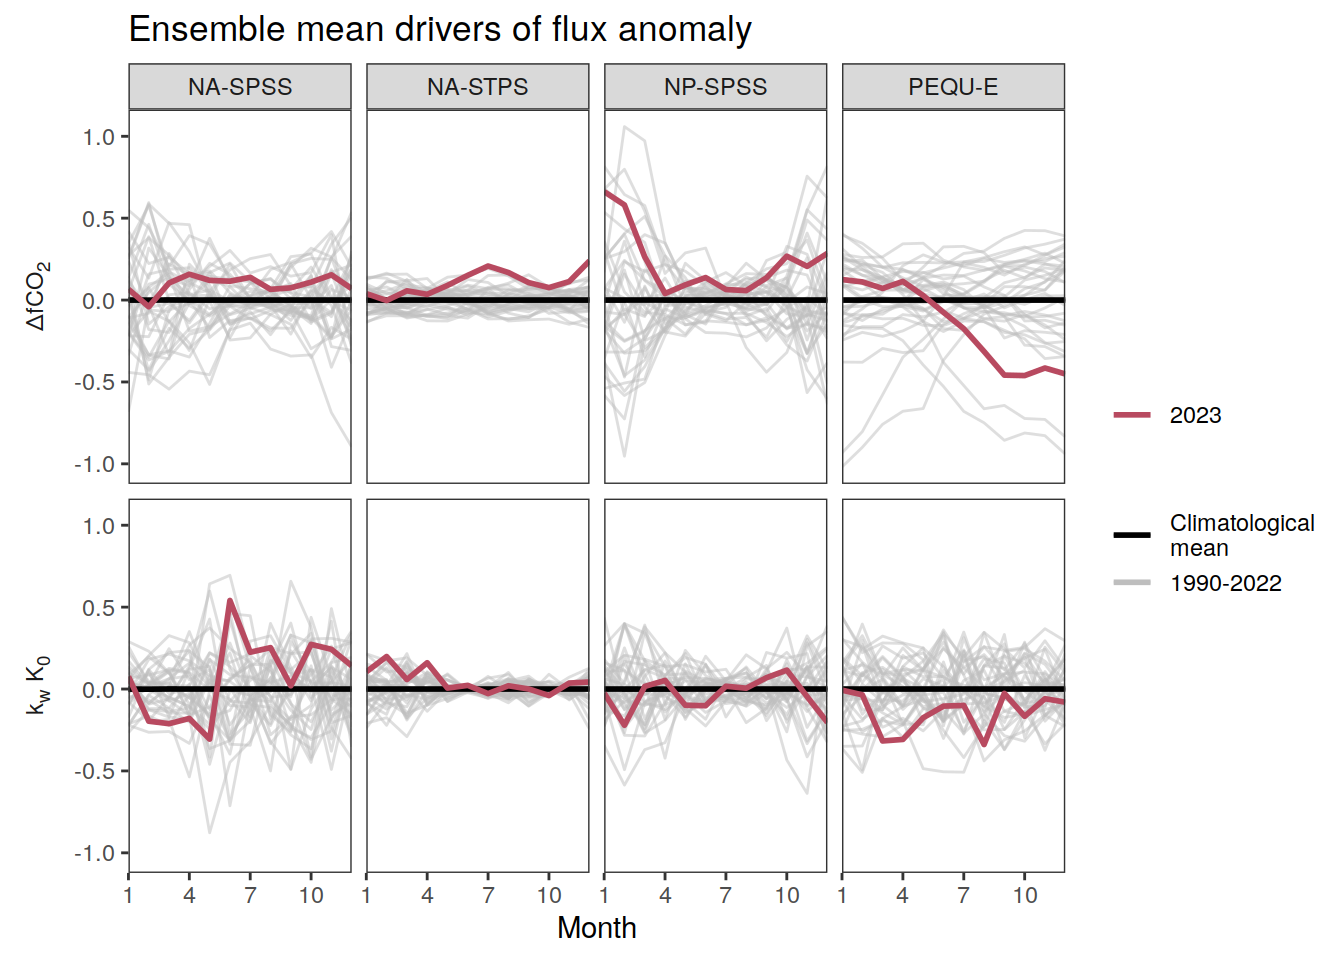 Ensemble mean drivers of flux anomaly
NA-SPSS NA-STPS NP-SPSS PEQU-E
ΔfCO₂
1.0
0.5
0.0
-0.5
-1.0
k_w K₀
1.0
0.5
0.0
-0.5
-1.0
1 4 7 10 1 4 7 10 1 4 7 10 1 4 7 10
Month
2023
Climatological
mean
1990-2022